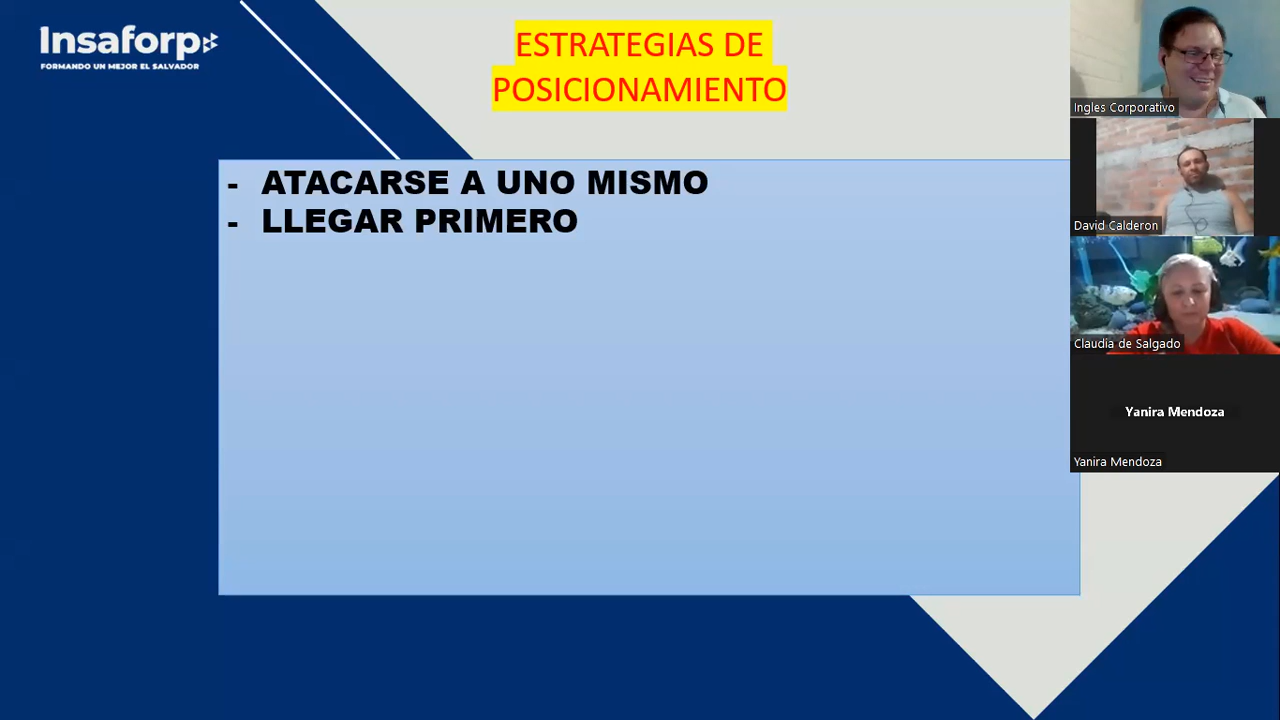 Insaforp
FORMANDO UN MEJOR EL SALVADOR
ESTRATEGIAS DE
POSICIONAMIENTO
- ATACARSE A UNO MISMO
- LLEGAR PRIMERO
Ingles Corporativo
David Calderon
Claudia de Salgado
Yanira Mendoza
Yanira Mendoza